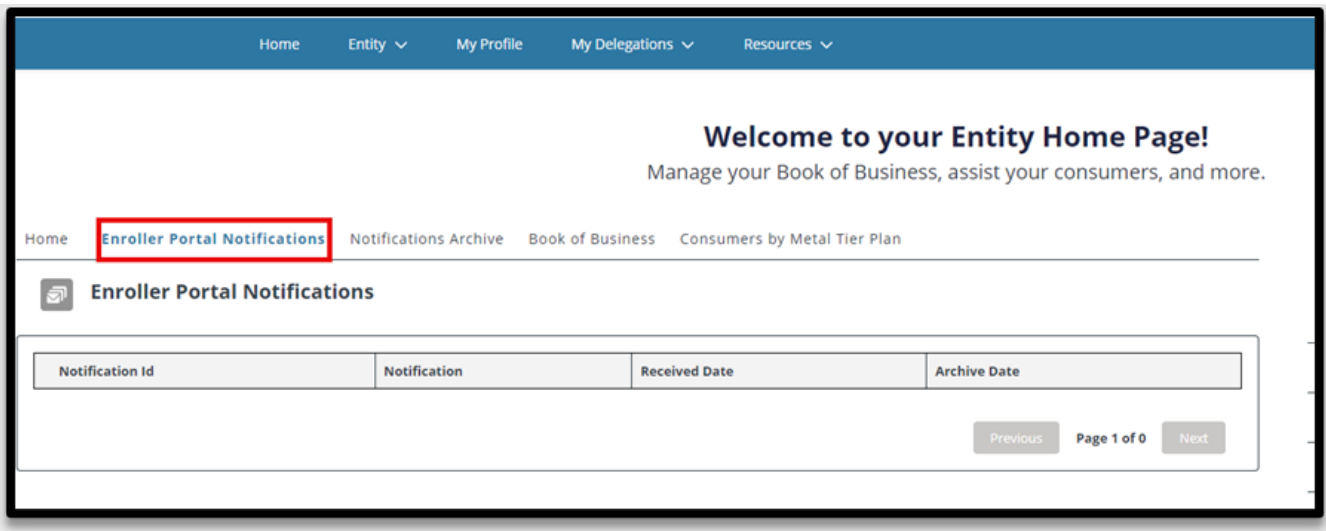 Home Entity My Profile My Delegations Resources
Welcome to your Entity Home Page!
Manage your Book of Business, assist your consumers, and more.
Home Enroller Portal Notifications Notifications Archive Book of Business Consumers by Metal Tier Plan
Enroller Portal Notifications
Notification Id Notification Received Date Archive Date
Previous Page 1 of 0 Next